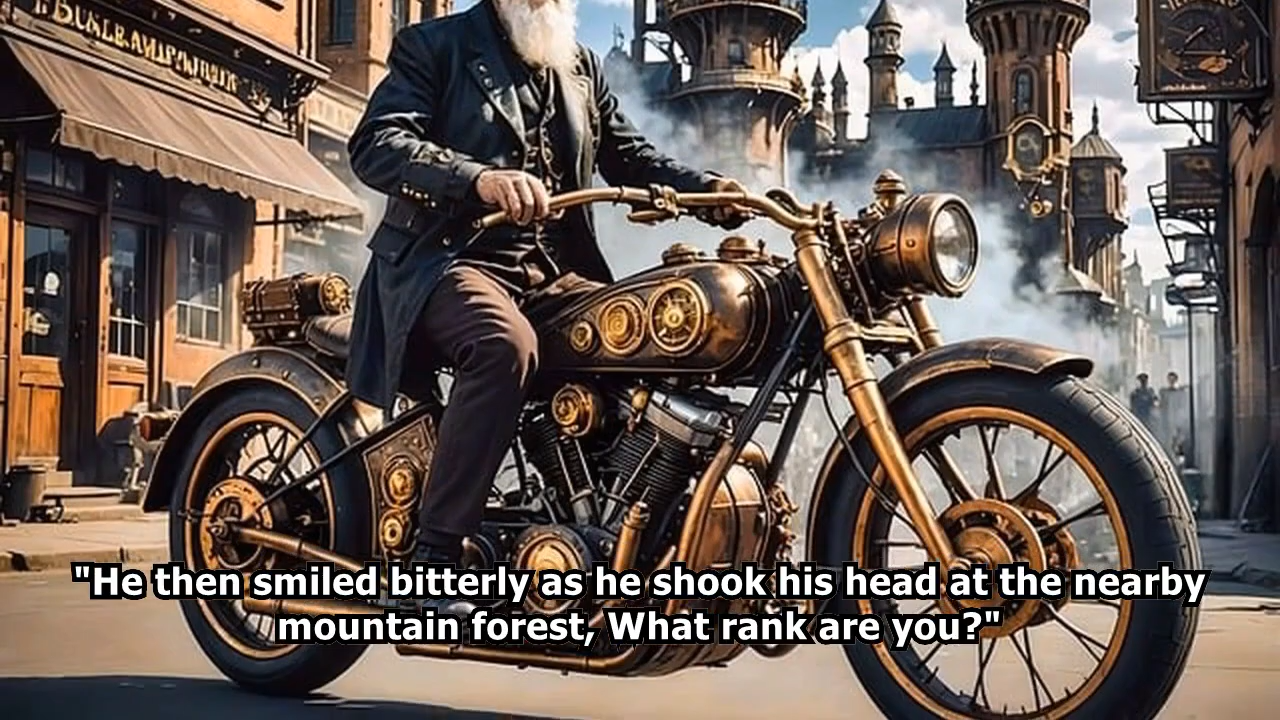 "He then smiled bitterly as he shook his head at the nearby
mountain forest, What rank are you?"